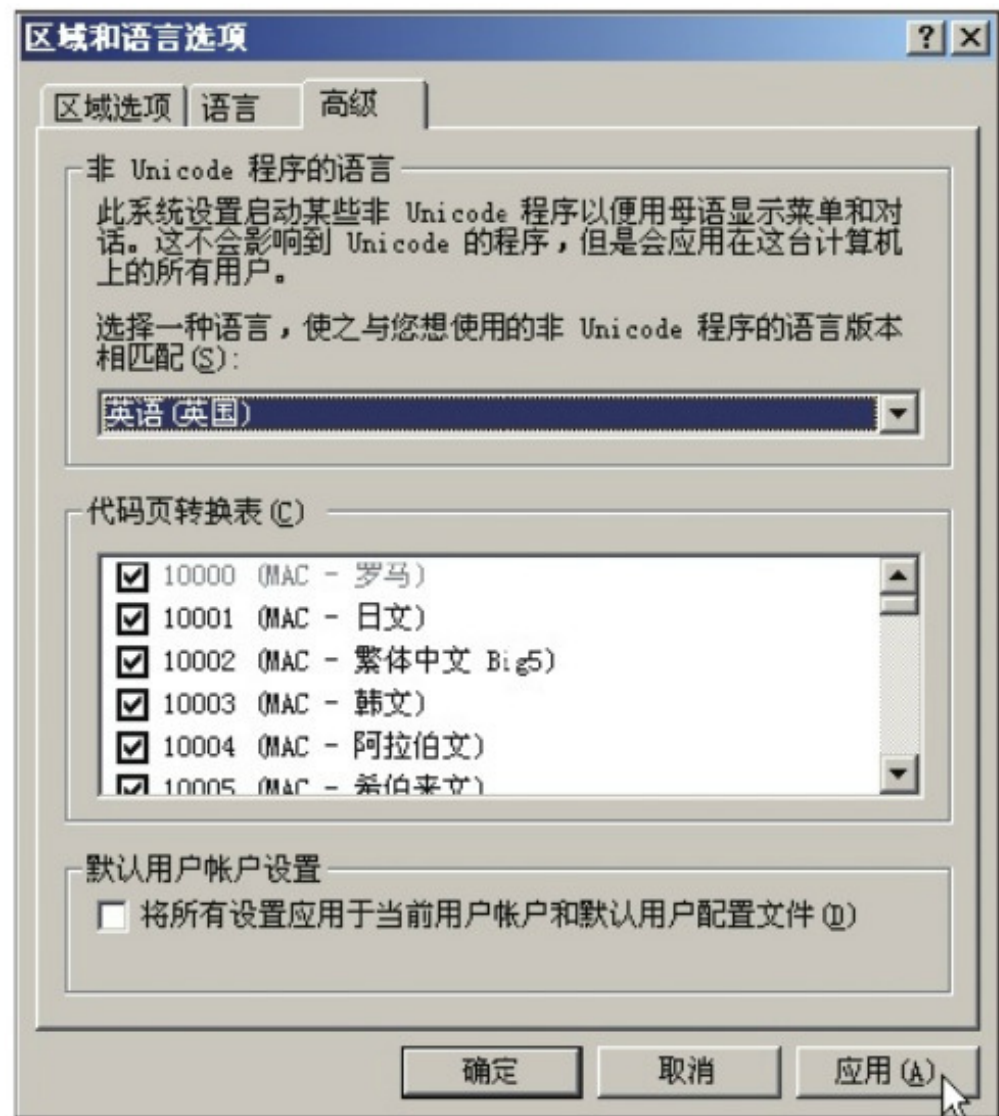 区域和语言选项
区域选项 语言 高级
非 Unicode 程序的语言
此系统设置启动某些非 Unicode 程序以便用母语显示菜单和对
话。这不会影响到 Unicode 的程序，但是会应用在这台计算机
上的所有用户。
选择一种语言，使之与您想使用的非 Unicode 程序的语言版本
相匹配(S):
英语(英国)
代码页转换表(C)
10000 (MAC - 罗马)
10001 (MAC - 日文)
10002 (MAC - 繁体中文 Big5)
10003 (MAC - 韩文)
10004 (MAC - 阿拉伯文)
10005 (MAC - 希伯来文)
默认用户帐户设置
将所有设置应用于当前用户帐户和默认用户配置文件(D)
确定 取消 应用(A)